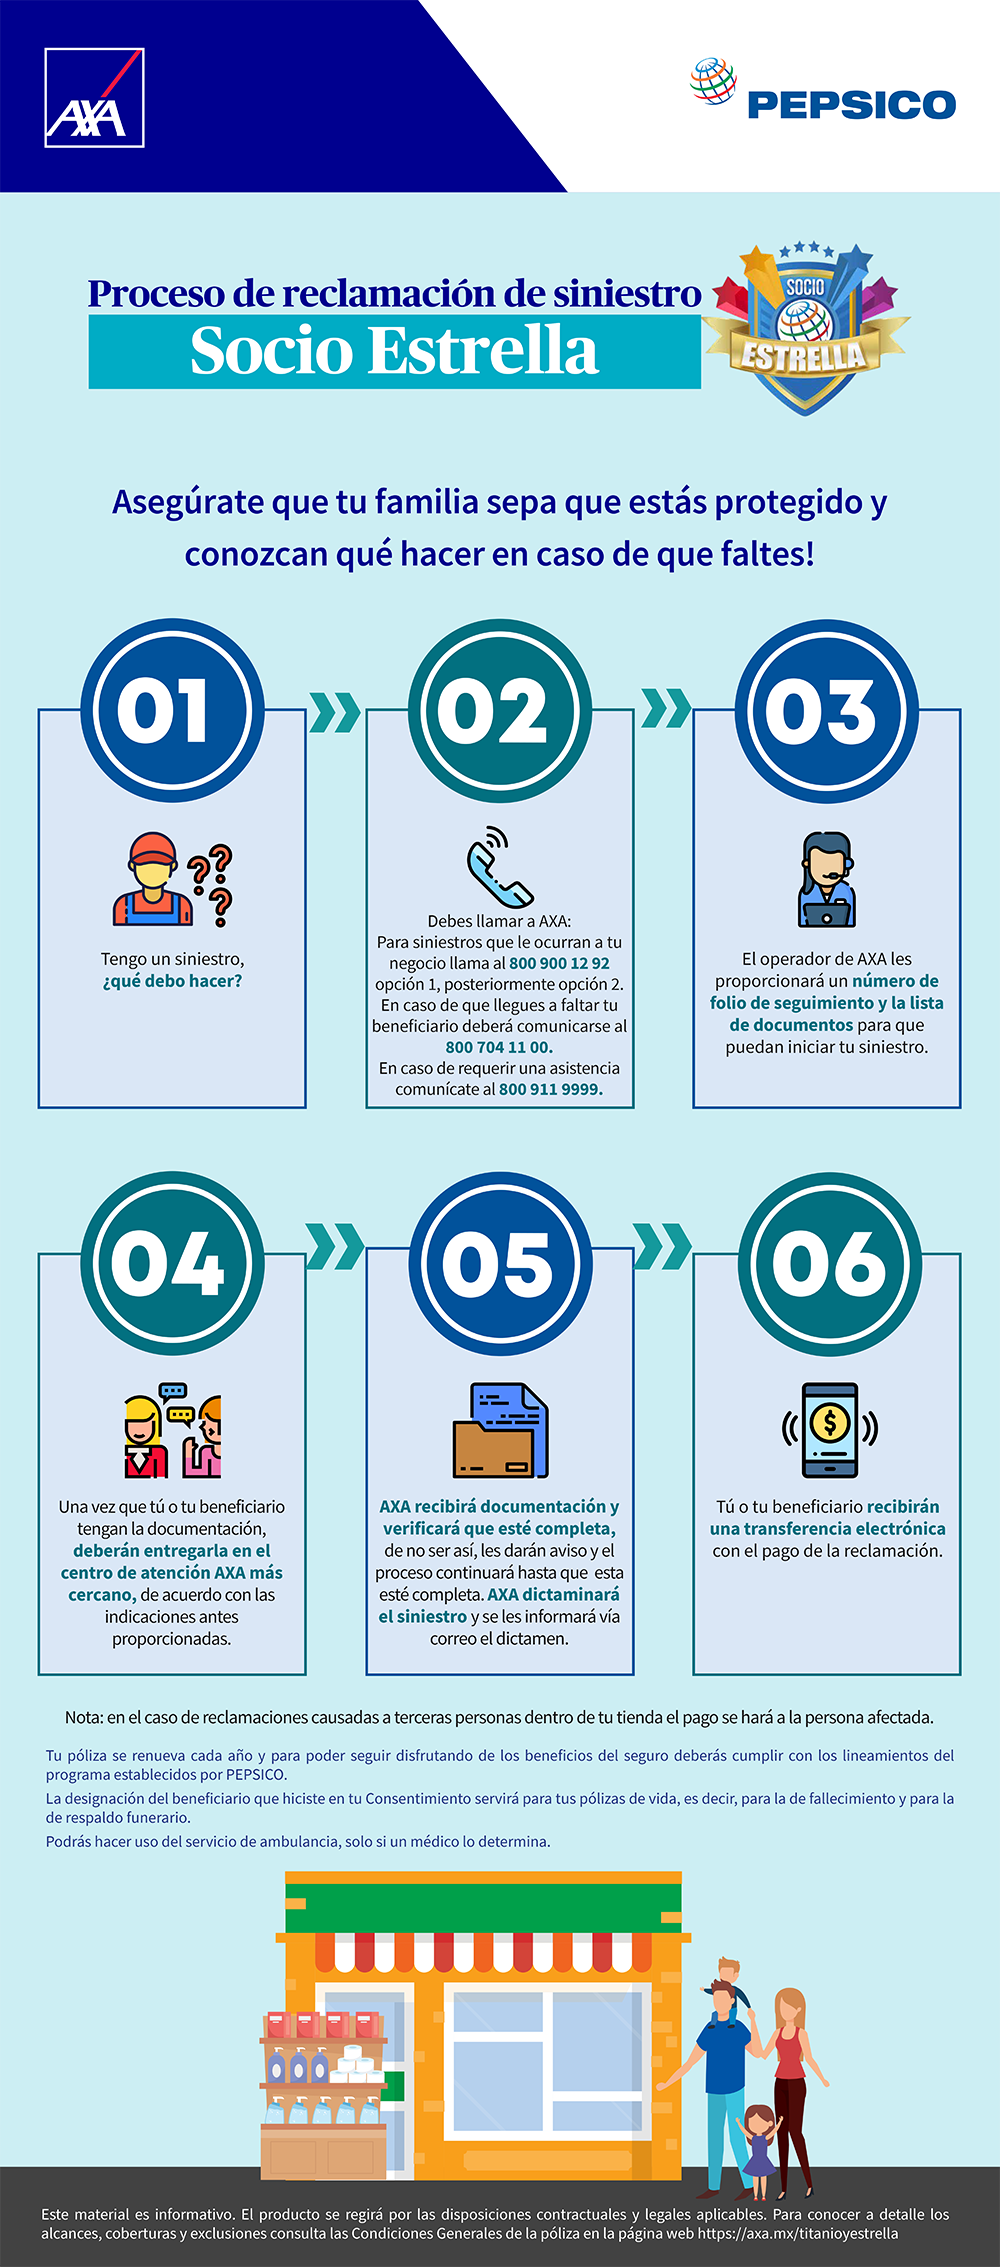 AXA
PEPSICO
Proceso de reclamación de siniestro
Socio Estrella
SOCIO
ESTRELLA
Asegúrate que tu familia sepa que estás protegido y
conozcan qué hacer en caso de que faltes!
01
02
03
Tengo un siniestro,
¿qué debo hacer?
Debes llamar a AXA:
Para siniestros que le ocurran a tu
negocio llama al 800 900 12 92
opción 1, posteriormente opción 2.
En caso de que llegues a faltar tu
beneficiario deberá comunicarse al
800 704 11 00.
En caso de requerir una asistencia
comunícate al 800 911 9999.
El operador de AXA les
proporcionará un número de
folio de seguimiento y la lista
de documentos para que
puedan iniciar tu siniestro.
04
05
06
Una vez que tú o tu beneficiario
tengan la documentación,
deberán entregarla en el
centro de atención AXA más
cercano, de acuerdo con las
indicaciones antes
proporcionadas.
AXA recibirá documentación y
verificará que esté completa,
de no ser así, les darán aviso y el
proceso continuará hasta que esta
esté completa. AXA dictaminará
el siniestro y se les informará vía
correo el dictamen.
$
Tú o tu beneficiario recibirán
una transferencia electrónica
con el pago de la reclamación.
Nota: en el caso de reclamaciones causadas a terceras personas dentro de tu tienda el pago se hará a la persona afectada.
Tu póliza se renueva cada año y para poder seguir disfrutando de los beneficios del seguro deberás cumplir con los lineamientos del
programa establecidos por PEPSICO.
La designación del beneficiario que hiciste en tu Consentimiento servirá para tus pólizas de vida, es decir, para la de fallecimiento y para la
de respaldo funerario.
Podrás hacer uso del servicio de ambulancia, solo si un médico lo determina.
Este material es informativo. El producto se regirá por las disposiciones contractuales y legales aplicables. Para conocer a detalle los
alcances, coberturas y exclusiones consulta las Condiciones Generales de la póliza en la página web https://axa.mx/titanioyestrella